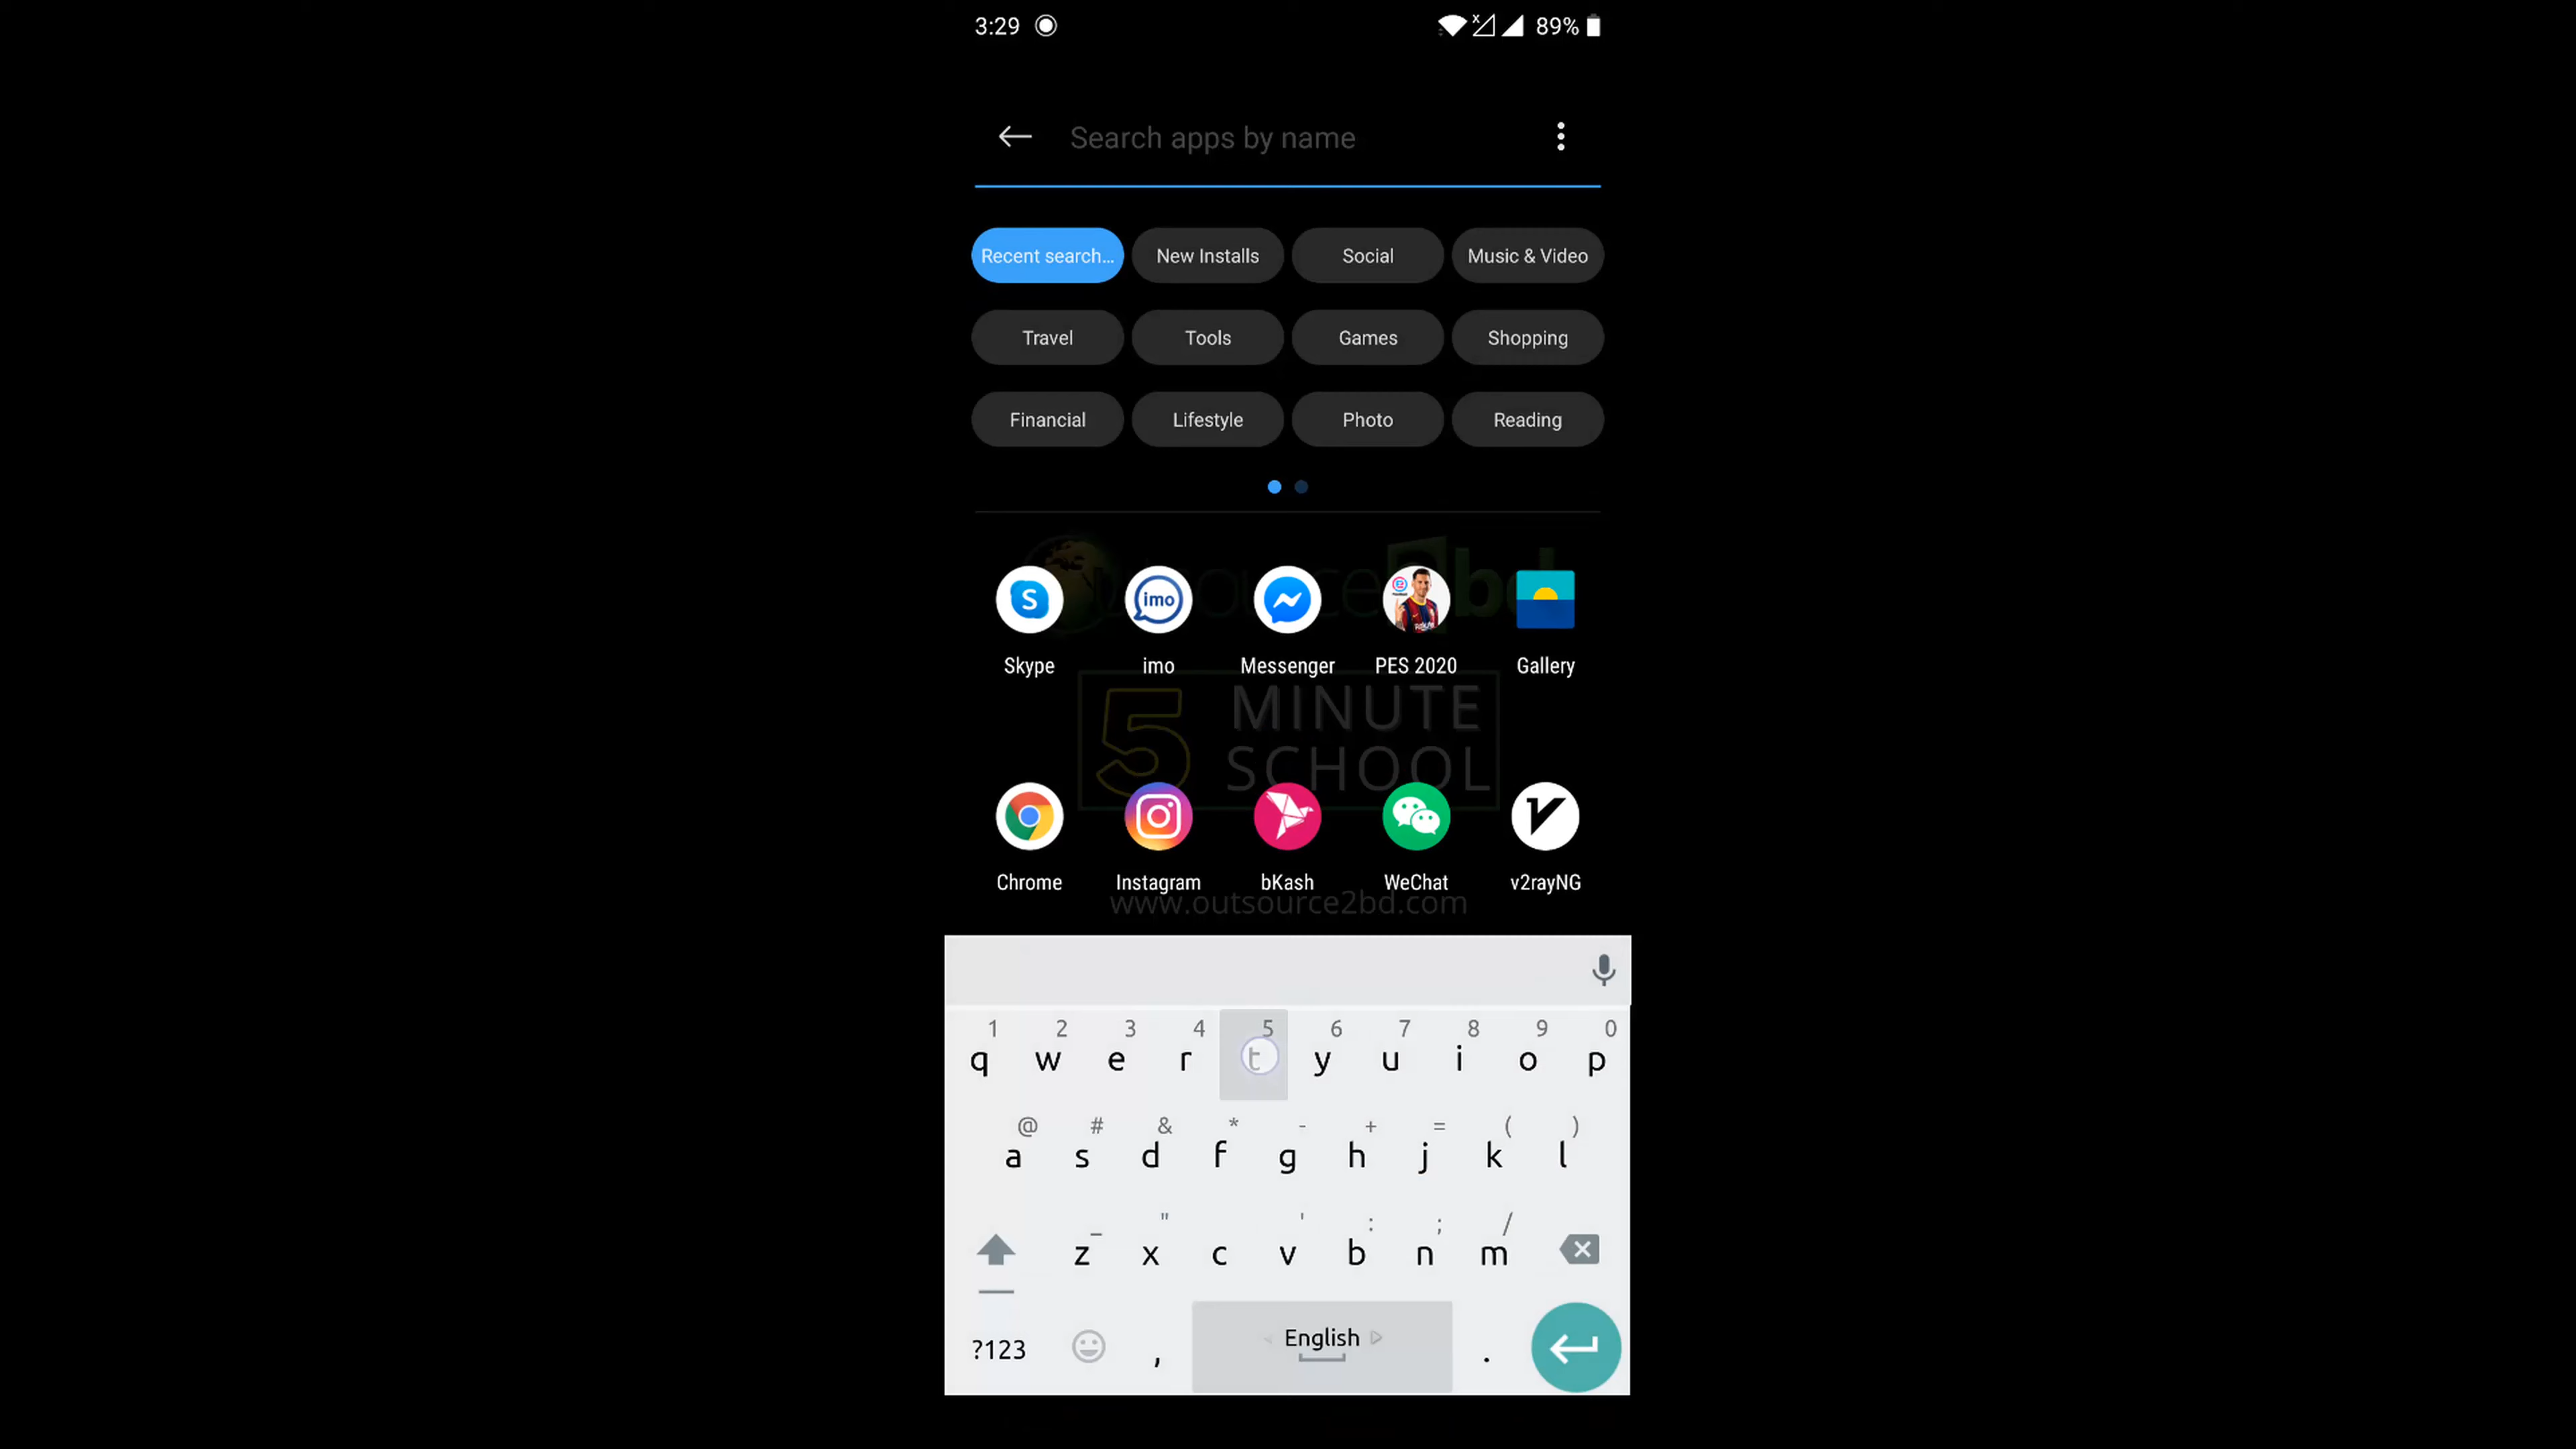 3:29 89%
Search apps by name
Recent search... New Installs Social Music & Video
Travel Tools Games Shopping
Financial Lifestyle Photo Reading
S imo
Skype imo Messenger PES 2020 Gallery
5 MINUTE
SCHOOL
Chrome Instagram bKash WeChat v2rayNG
www.outsource2bd.com
1 2 3 4 5 6 7 8 9 0
q w e r t y u i o p
@ # & * - + = ( )
a s d f g h j k l
_ " ' : ; /
z x c v b n m
?123 , English .